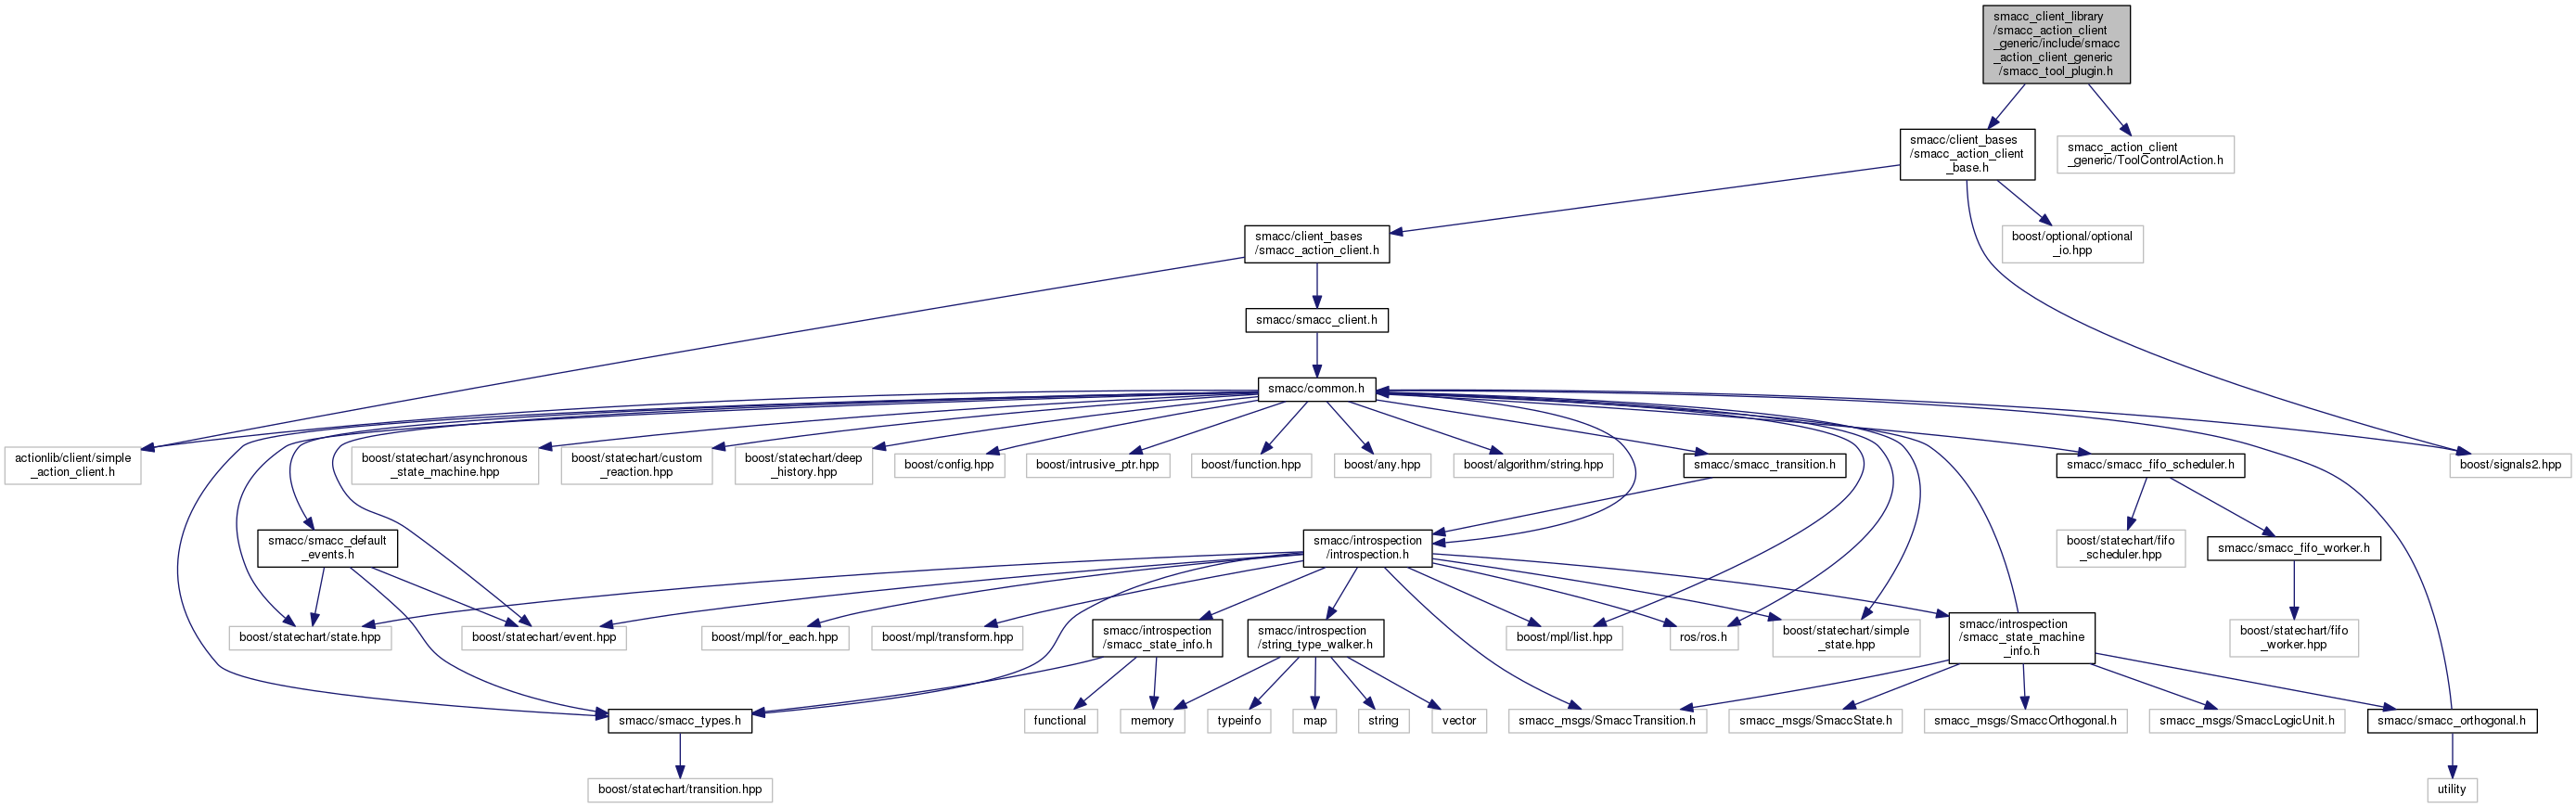 smacc_client_library
/smacc_action_client
_generic/include/smacc
_action_client_generic
/smacc_tool_plugin.h
smacc/client_bases
/smacc_action_client
_base.h
smacc_action_client
_generic/ToolControlAction.h
smacc/client_bases
/smacc_action_client.h
boost/optional/optional
_io.hpp
smacc/smacc_client.h
smacc/common.h
actionlib/client/simple
_action_client.h
boost/statechart/asynchronous
_state_machine.hpp
boost/statechart/custom
_reaction.hpp
boost/statechart/deep
_history.hpp
boost/config.hpp
boost/intrusive_ptr.hpp
boost/function.hpp
boost/any.hpp
boost/algorithm/string.hpp
smacc/smacc_transition.h
smacc/smacc_fifo_scheduler.h
boost/signals2.hpp
smacc/smacc_default
_events.h
smacc/introspection
/introspection.h
boost/statechart/fifo
_scheduler.hpp
smacc/smacc_fifo_worker.h
boost/statechart/state.hpp
boost/statechart/event.hpp
boost/mpl/for_each.hpp
boost/mpl/transform.hpp
smacc/introspection
/smacc_state_info.h
smacc/introspection
/string_type_walker.h
boost/mpl/list.hpp
ros/ros.h
boost/statechart/simple
_state.hpp
smacc/introspection
/smacc_state_machine
_info.h
boost/statechart/fifo
_worker.hpp
smacc/smacc_types.h
functional
memory
typeinfo
map
string
vector
smacc_msgs/SmaccTransition.h
smacc_msgs/SmaccState.h
smacc_msgs/SmaccOrthogonal.h
smacc_msgs/SmaccLogicUnit.h
smacc/smacc_orthogonal.h
boost/statechart/transition.hpp
utility